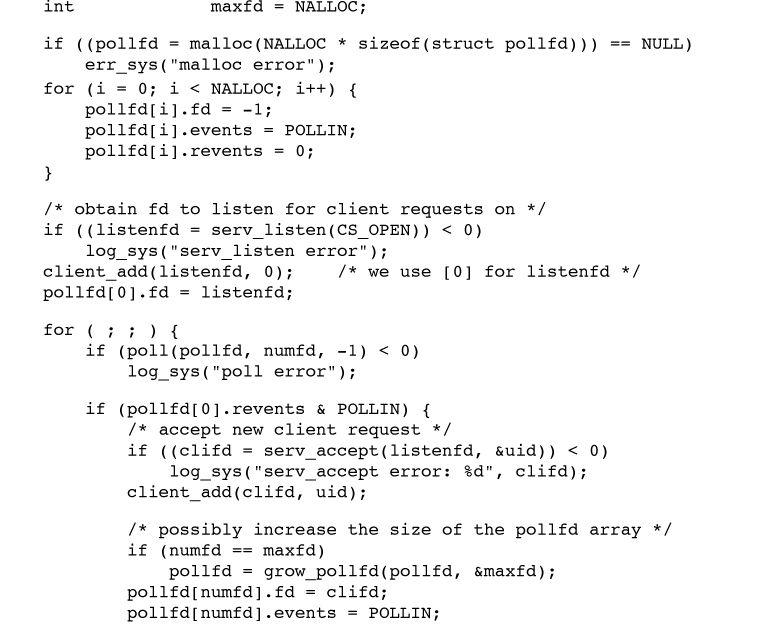 int             maxfd = NALLOC;
if ((pollfd = malloc(NALLOC * sizeof(struct pollfd))) == NULL)
    err_sys("malloc error");
for (i = 0; i < NALLOC; i++) {
    pollfd[i].fd = -1;
    pollfd[i].events = POLLIN;
    pollfd[i].revents = 0;
}
/* obtain fd to listen for client requests on */
if ((listenfd = serv_listen(CS_OPEN)) < 0)
    log_sys("serv_listen error");
client_add(listenfd, 0);    /* we use [0] for listenfd */
pollfd[0].fd = listenfd;
for ( ; ; ) {
    if (poll(pollfd, numfd, -1) < 0)
        log_sys("poll error");
    if (pollfd[0].revents & POLLIN) {
        /* accept new client request */
        if ((clifd = serv_accept(listenfd, &uid)) < 0)
            log_sys("serv_accept error: %d", clifd);
        client_add(clifd, uid);
        /* possibly increase the size of the pollfd array */
        if (numfd == maxfd)
            pollfd = grow_pollfd(pollfd, &maxfd);
        pollfd[numfd].fd = clifd;
        pollfd[numfd].events = POLLIN;